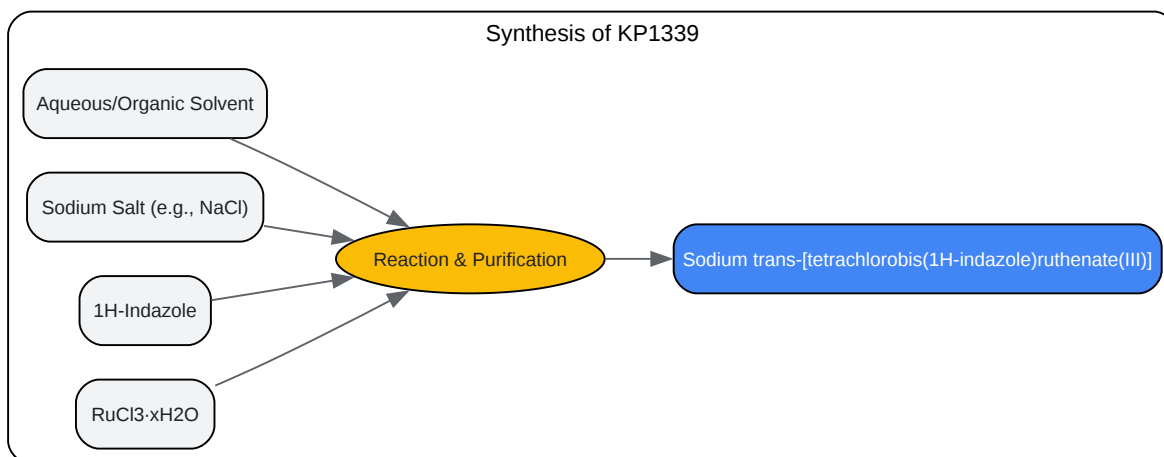 Synthesis of KP1339
Aqueous/Organic Solvent
Sodium Salt (e.g., NaCl)
1H-Indazole
RuCl3·xH2O
Reaction & Purification
Sodium trans-[tetrachlorobis(1H-indazole)ruthenate(III)]